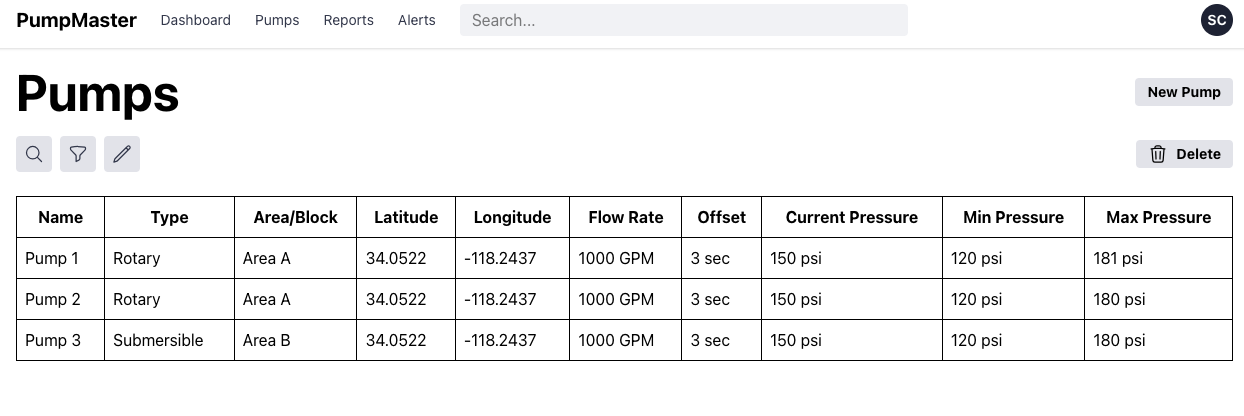 PumpMaster Dashboard Pumps Reports Alerts Search... SC
Pumps New Pump
Delete
Name Type Area/Block Latitude Longitude Flow Rate Offset Current Pressure Min Pressure Max Pressure
Pump 1 Rotary Area A 34.0522 -118.2437 1000 GPM 3 sec 150 psi 120 psi 181 psi
Pump 2 Rotary Area A 34.0522 -118.2437 1000 GPM 3 sec 150 psi 120 psi 180 psi
Pump 3 Submersible Area B 34.0522 -118.2437 1000 GPM 3 sec 150 psi 120 psi 180 psi